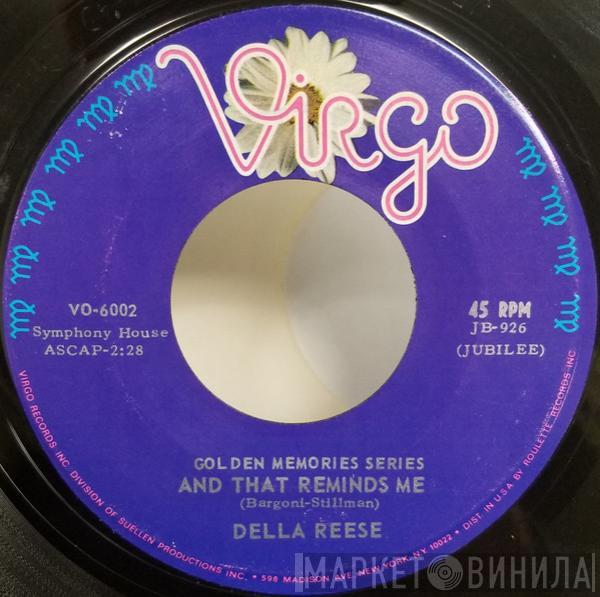 Virgo
VO-6002
Symphony House
ASCAP-2:28
45 RPM
JB-926
(JUBILEE)
GOLDEN MEMORIES SERIES
AND THAT REMINDS ME
(Bargoni-Stillman)
DELLA REESE
VIRGO RECORDS INC. DIVISION OF SUELLEN PRODUCTIONS INC. • 598 MADISON AVE. NEW YORK, NY. 10022 • DIST. IN U.S.A. BY ROULETTE RECORDS INC.
МАРКЕТ ВИНИЛА